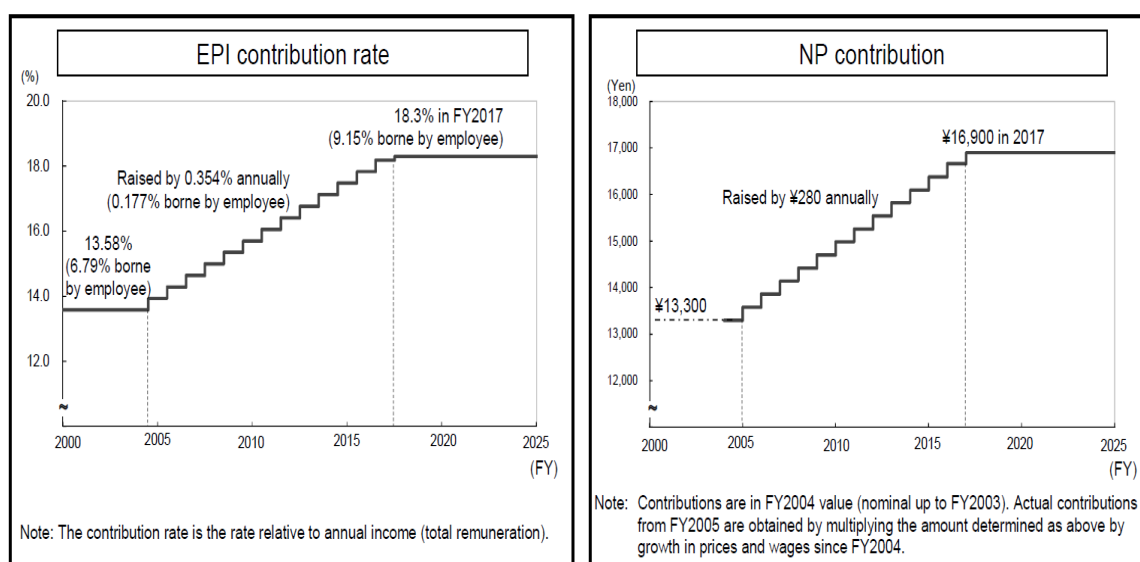 EPI contribution rate
(%)
20.0
18.0
16.0
14.0
12.0
≈
18.3% in FY2017
(9.15% borne by employee)
Raised by 0.354% annually
(0.177% borne by employee)
13.58%
(6.79% borne
by employee)
2000 2005 2010 2015 2020 2025
(FY)
Note: The contribution rate is the rate relative to annual income (total remuneration).
NP contribution
(Yen)
18,000
17,000
16,000
15,000
14,000
13,000
12,000
≈
¥16,900 in 2017
Raised by ¥280 annually
¥13,300
2000 2005 2010 2015 2020 2025
(FY)
Note: Contributions are in FY2004 value (nominal up to FY2003). Actual contributions
from FY2005 are obtained by multiplying the amount determined as above by
growth in prices and wages since FY2004.